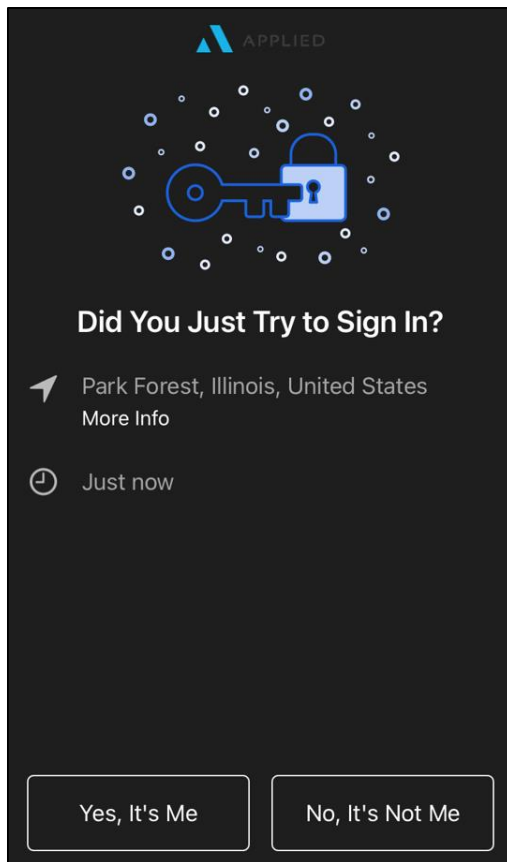 APPLIED
Did You Just Try to Sign In?
Park Forest, Illinois, United States
More Info
Just now
Yes, It's Me
No, It's Not Me